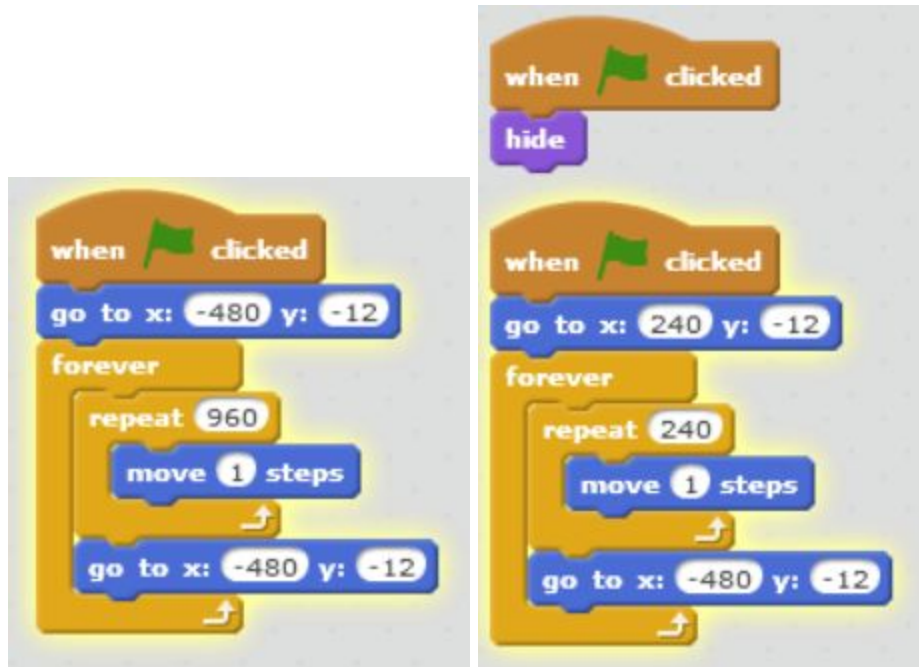 when clicked
go to x: -480 y: -12
forever
repeat 960
move 1 steps
go to x: -480 y: -12
when clicked
hide
when clicked
go to x: 240 y: -12
forever
repeat 240
move 1 steps
go to x: -480 y: -12